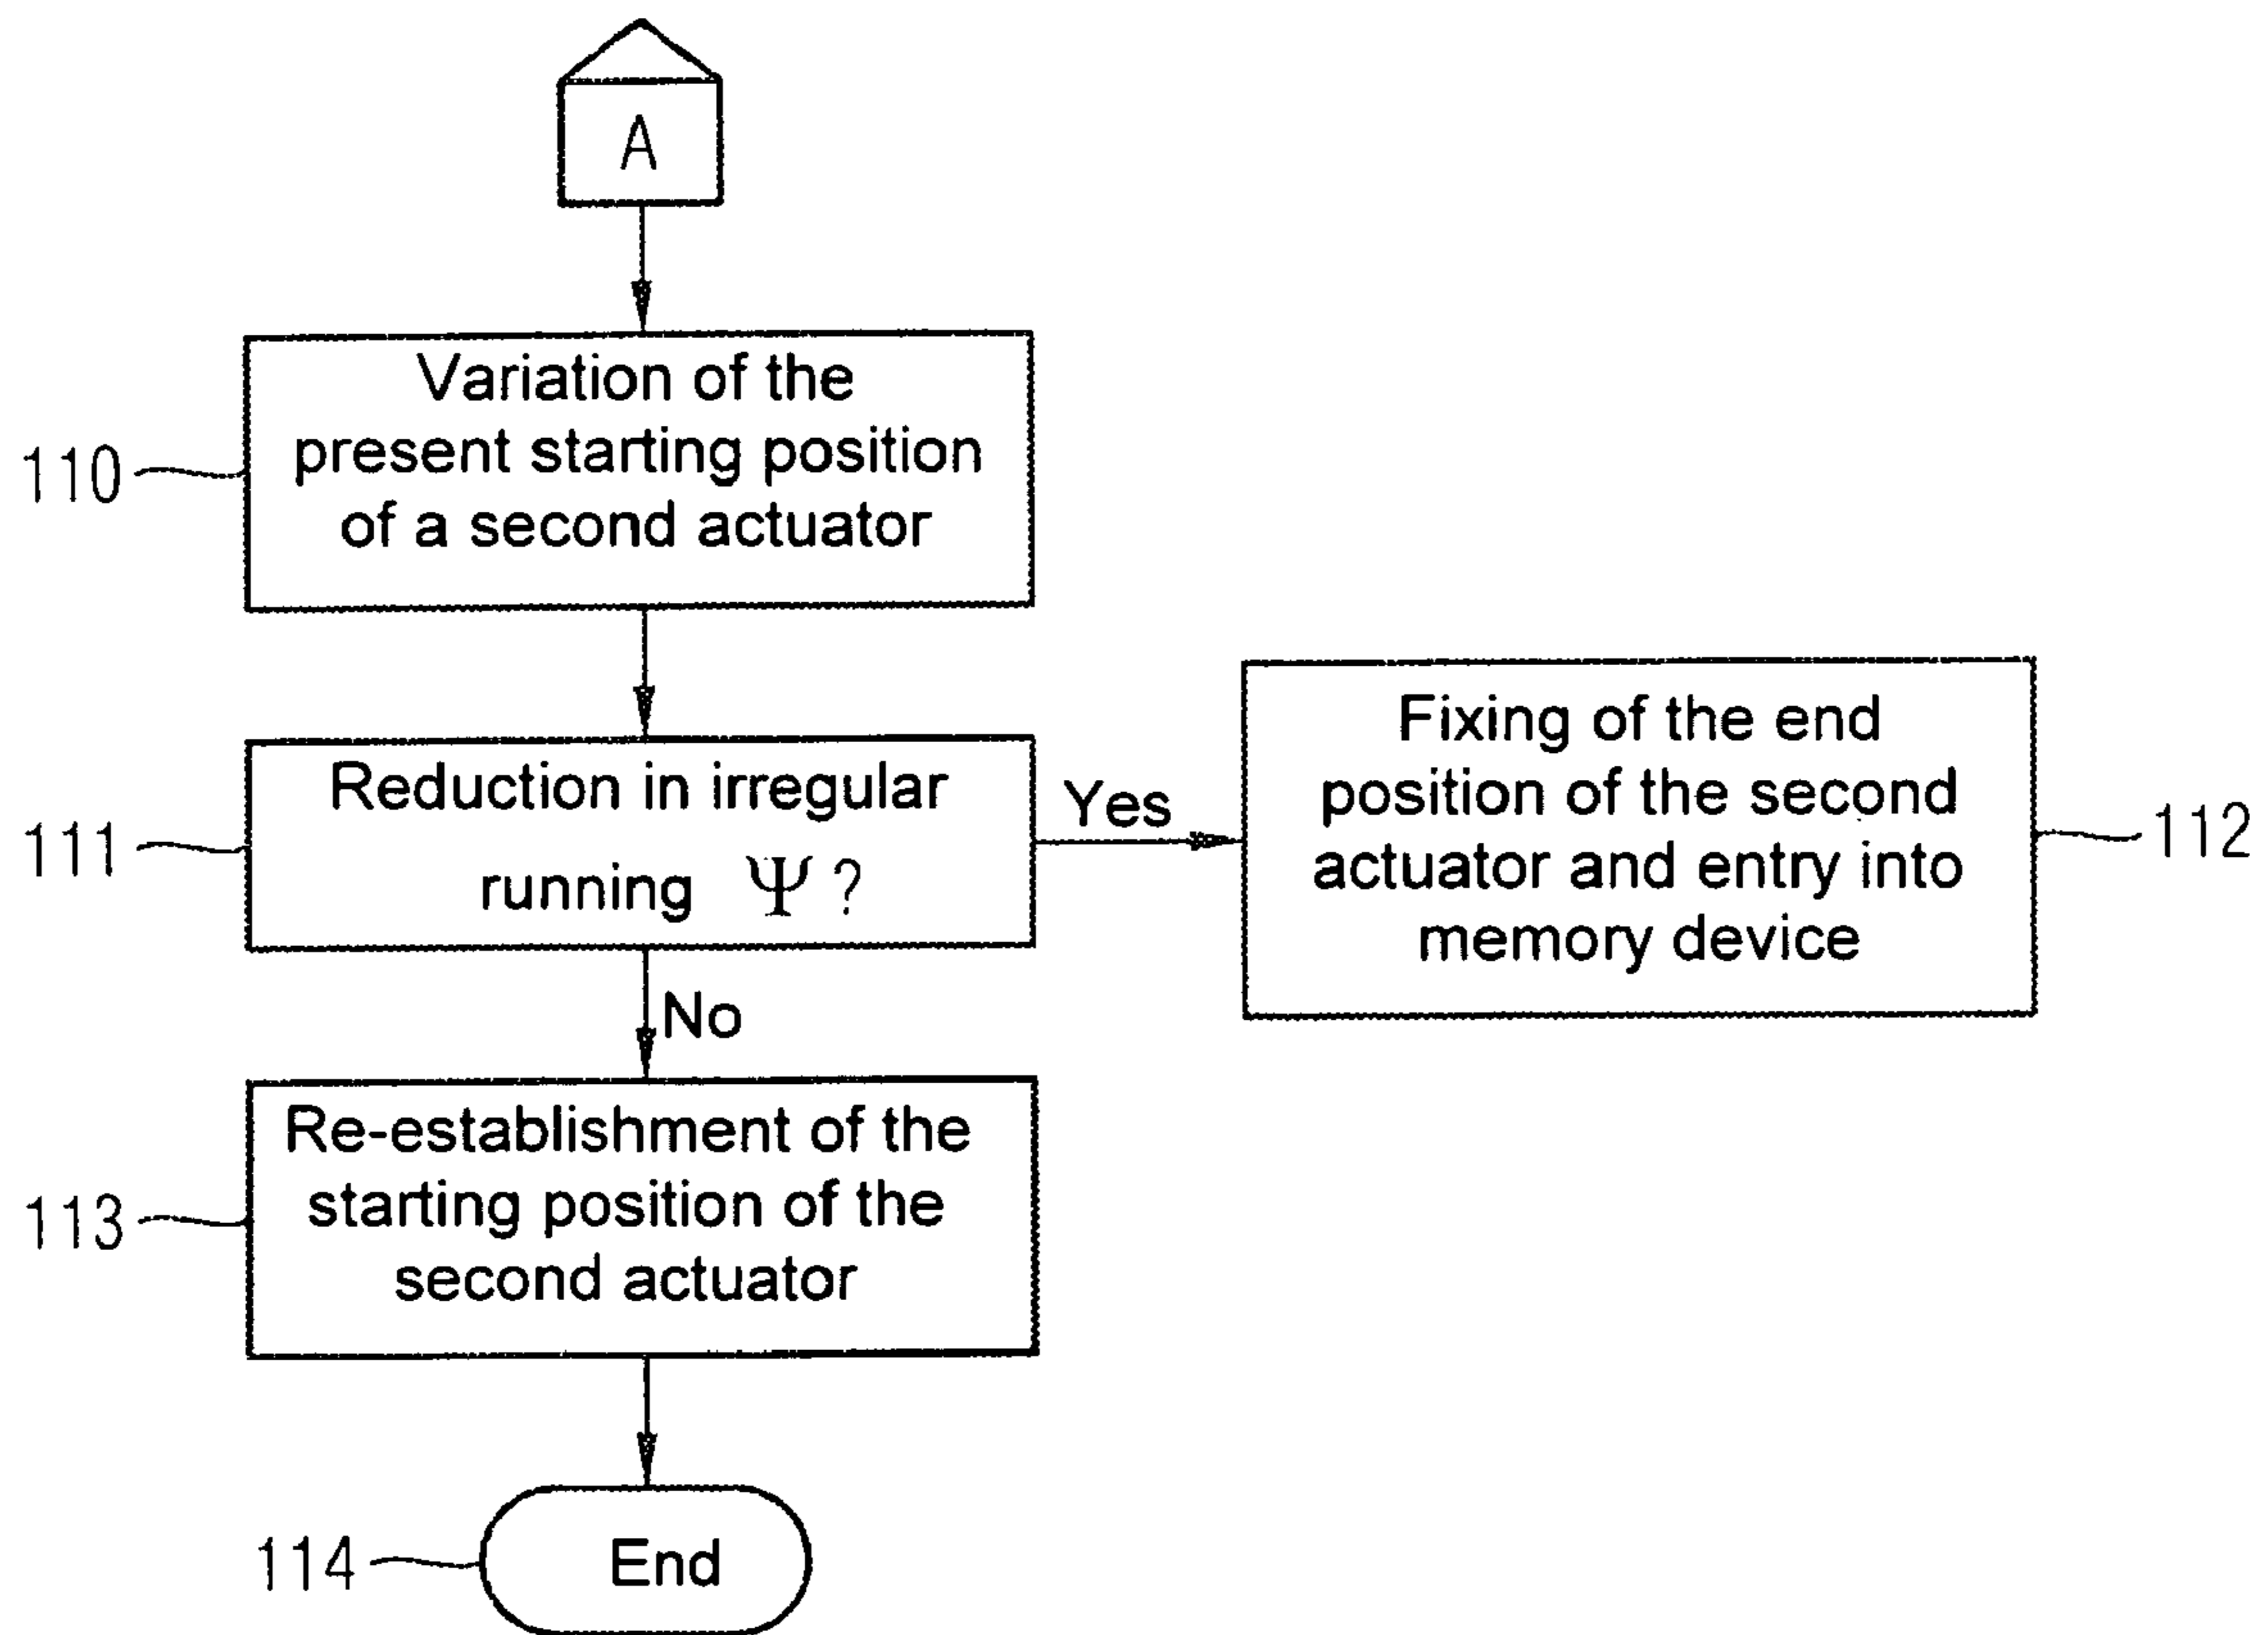 A
Variation of the
present starting position
of a second actuator
110
Reduction in irregular
running Ψ ?
111
Yes
Fixing of the end
position of the second
actuator and entry into
memory device
112
No
Re-establishment of the
starting position of the
second actuator
113
End
114